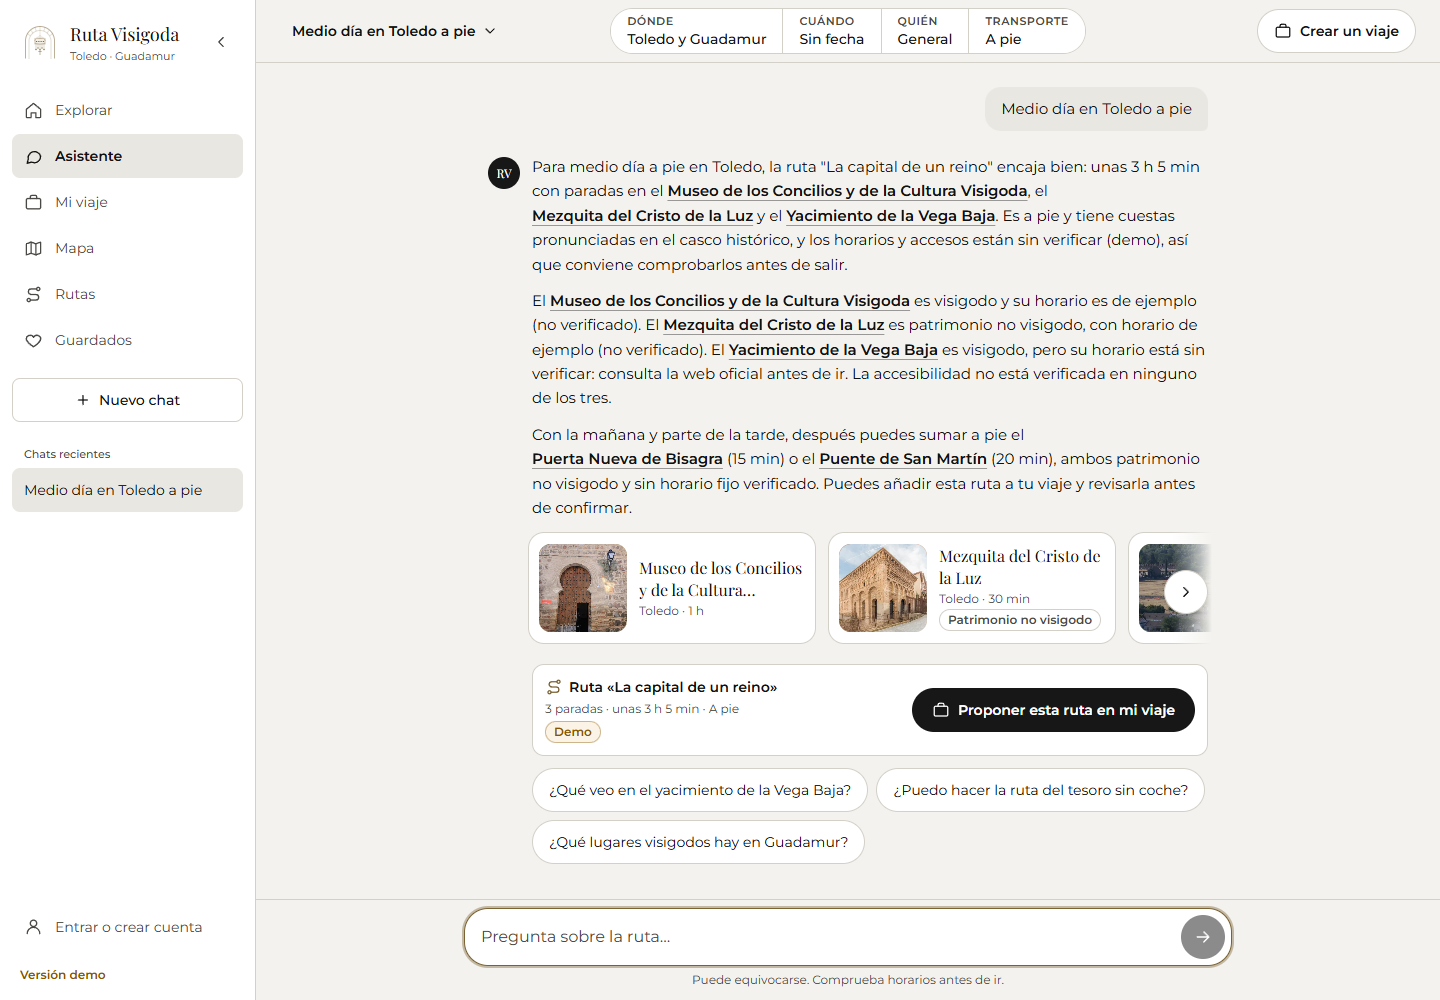 Ruta Visigoda
Toledo · Guadamur
Explorar
Asistente
Mi viaje
Mapa
Rutas
Guardados
+ Nuevo chat
Chats recientes
Medio día en Toledo a pie
Entrar o crear cuenta
Versión demo
Medio día en Toledo a pie
DÓNDE
Toledo y Guadamur
CUÁNDO
Sin fecha
QUIÉN
General
TRANSPORTE
A pie
Crear un viaje
Medio día en Toledo a pie
RV
Para medio día a pie en Toledo, la ruta "La capital de un reino" encaja bien: unas 3 h 5 min
con paradas en el Museo de los Concilios y de la Cultura Visigoda, el
Mezquita del Cristo de la Luz y el Yacimiento de la Vega Baja. Es a pie y tiene cuestas
pronunciadas en el casco histórico, y los horarios y accesos están sin verificar (demo), así
que conviene comprobarlos antes de salir.
El Museo de los Concilios y de la Cultura Visigoda es visigodo y su horario es de ejemplo
(no verificado). El Mezquita del Cristo de la Luz es patrimonio no visigodo, con horario de
ejemplo (no verificado). El Yacimiento de la Vega Baja es visigodo, pero su horario está sin
verificar: consulta la web oficial antes de ir. La accesibilidad no está verificada en ninguno
de los tres.
Con la mañana y parte de la tarde, después puedes sumar a pie el
Puerta Nueva de Bisagra (15 min) o el Puente de San Martín (20 min), ambos patrimonio
no visigodo y sin horario fijo verificado. Puedes añadir esta ruta a tu viaje y revisarla antes
de confirmar.
Museo de los Concilios
y de la Cultura...
Toledo · 1 h
Mezquita del Cristo de
la Luz
Toledo · 30 min
Patrimonio no visigodo
Ruta «La capital de un reino»
3 paradas · unas 3 h 5 min · A pie
Demo
Proponer esta ruta en mi viaje
¿Qué veo en el yacimiento de la Vega Baja?
¿Puedo hacer la ruta del tesoro sin coche?
¿Qué lugares visigodos hay en Guadamur?
Pregunta sobre la ruta...
Puede equivocarse. Comprueba horarios antes de ir.